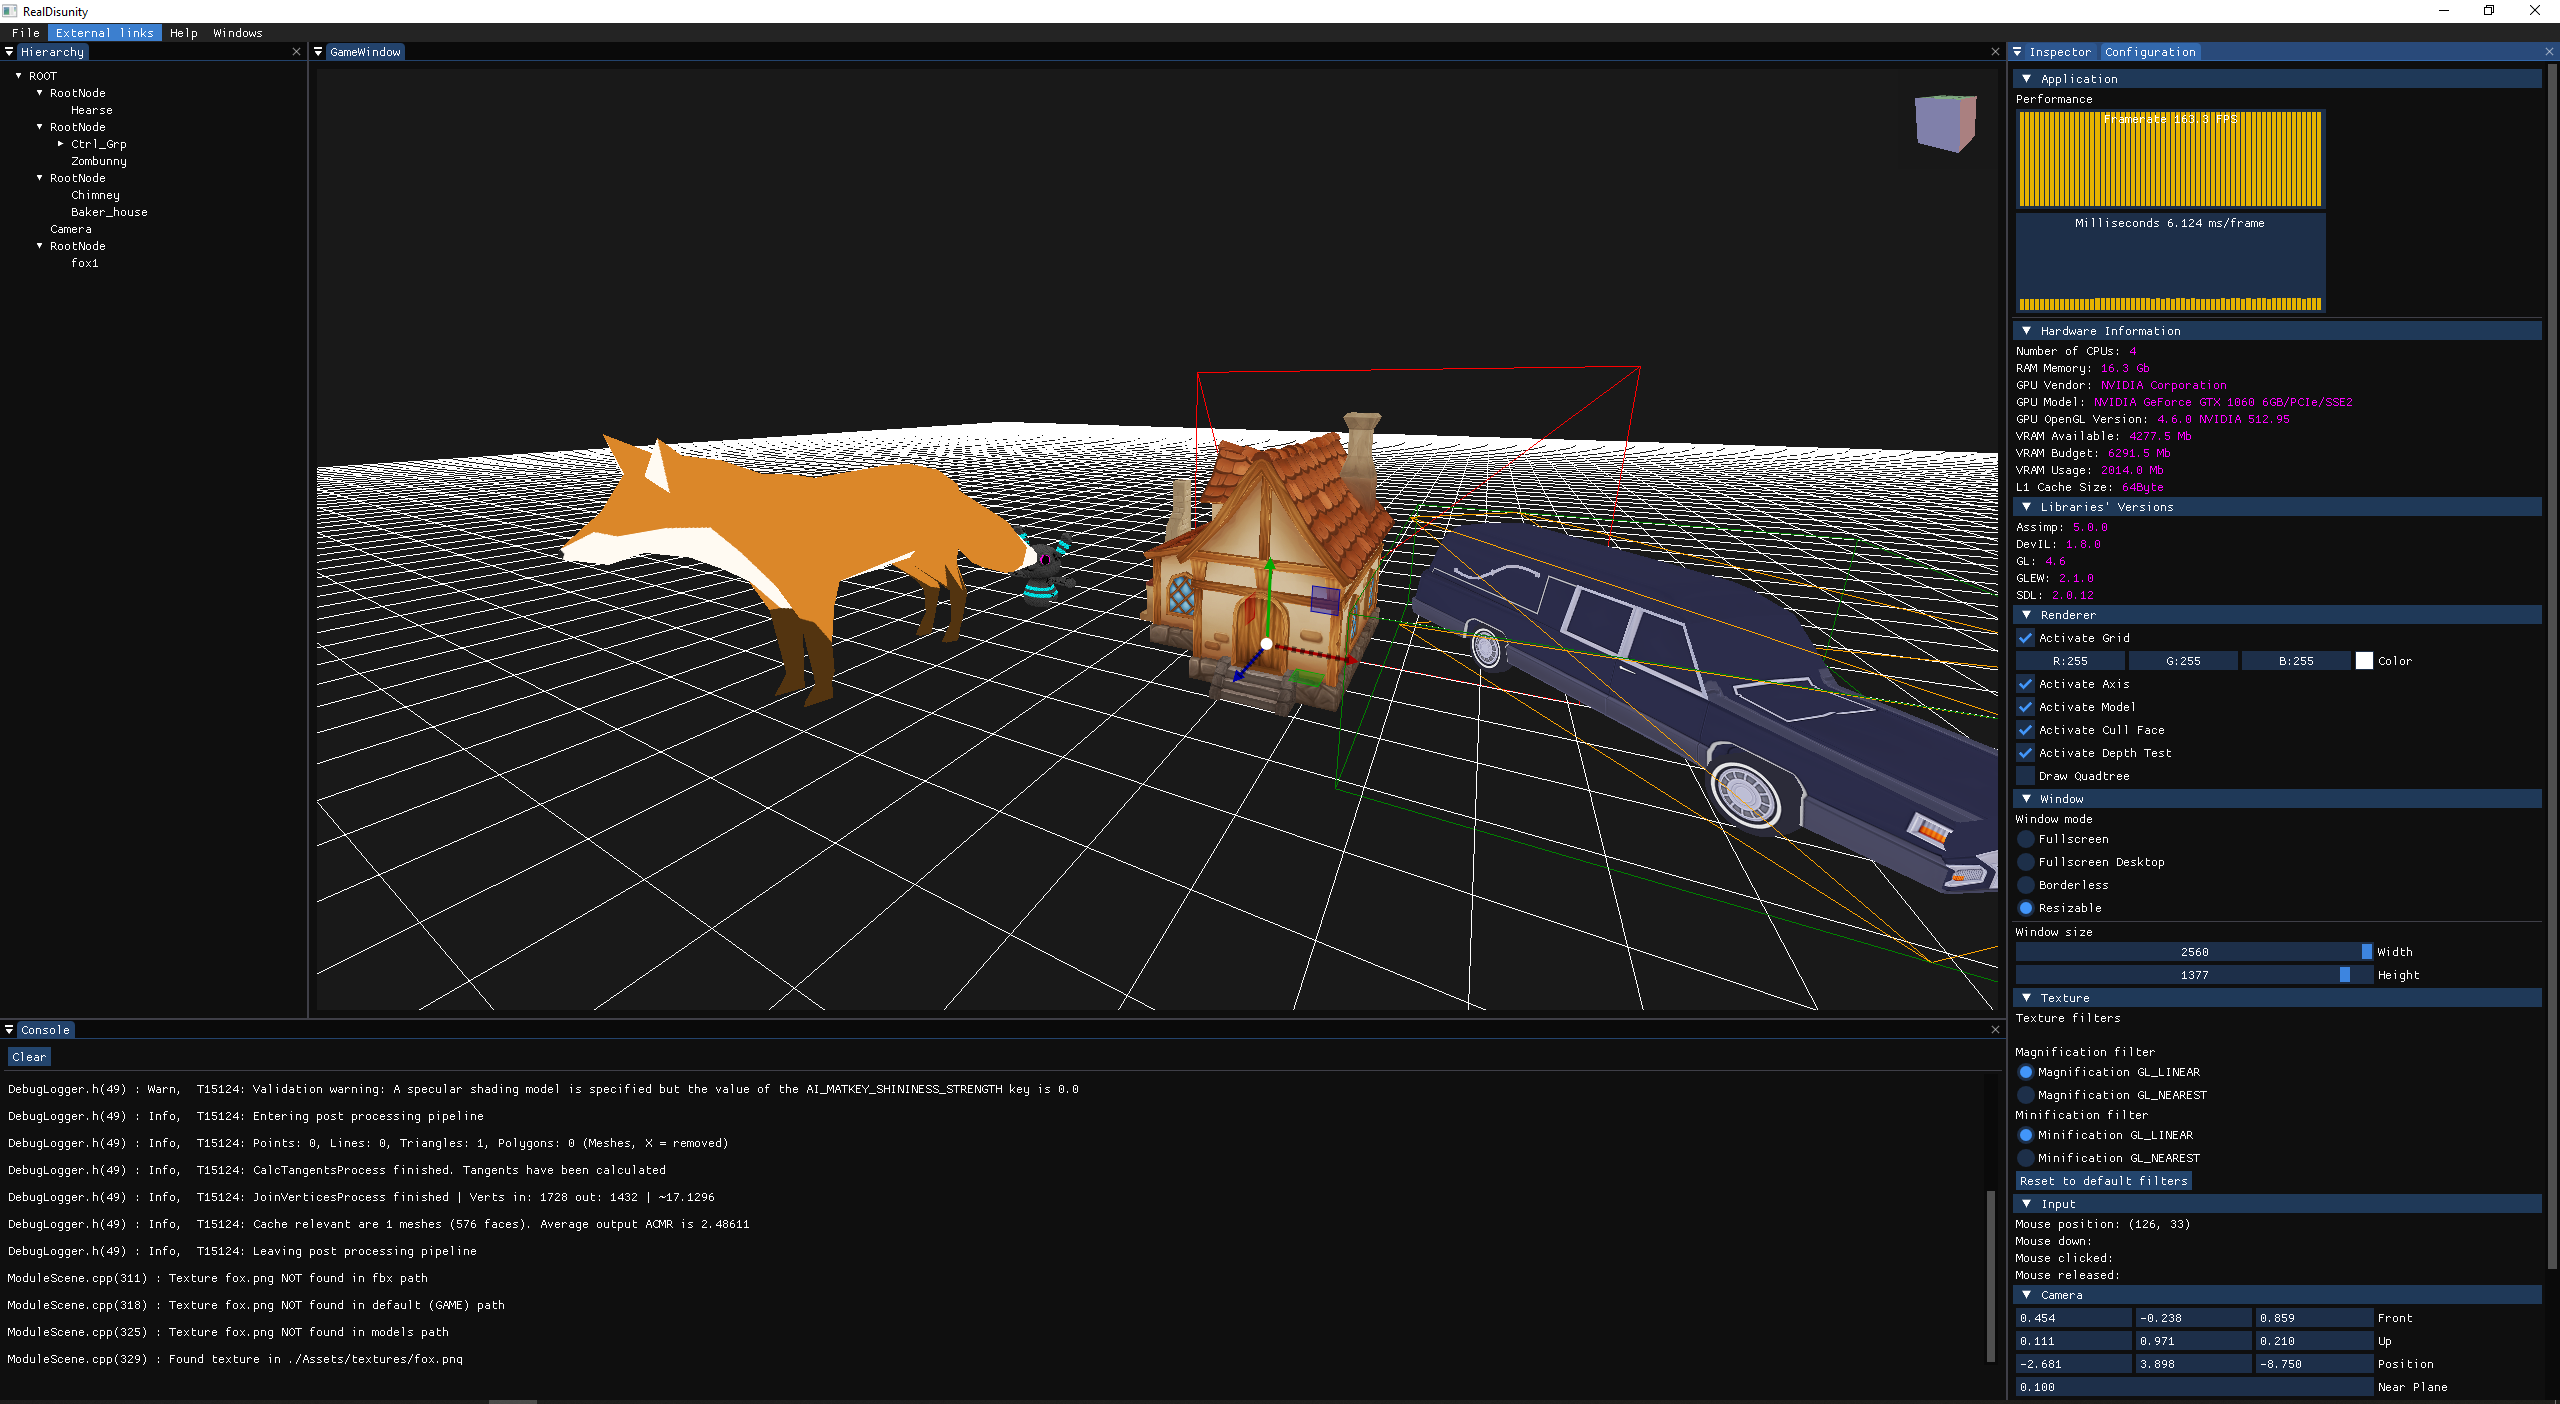 RealDisunity
File External links Help Windows
Hierarchy
ROOT
RootNode
Hearse
RootNode
Ctrl_Grp
Zombunny
RootNode
Chimney
Baker_house
Camera
RootNode
fox1
GameWindow
Inspector Configuration
Application
Performance
Framerate 163.3 FPS
Milliseconds 6.124 ms/frame
Hardware Information
Number of CPUs: 4
RAM Memory: 16.3 Gb
GPU Vendor: NVIDIA Corporation
GPU Model: NVIDIA GeForce GTX 1060 6GB/PCIe/SSE2
GPU OpenGL Version: 4.6.0 NVIDIA 512.95
VRAM Available: 4277.5 Mb
VRAM Budget: 6291.5 Mb
VRAM Usage: 2014.0 Mb
L1 Cache Size: 64Byte
Libraries' Versions
Assimp: 5.0.0
DevIL: 1.8.0
GL: 4.6
GLEW: 2.1.0
SDL: 2.0.12
Renderer
Activate Grid
R:255 G:255 B:255 Color
Activate Axis
Activate Model
Activate Cull Face
Activate Depth Test
Draw Quadtree
Window
Window mode
Fullscreen
Fullscreen Desktop
Borderless
Resizable
Window size
2560 Width
1377 Height
Texture
Texture filters
Magnification filter
Magnification GL_LINEAR
Magnification GL_NEAREST
Minification filter
Minification GL_LINEAR
Minification GL_NEAREST
Reset to default filters
Input
Mouse position: (126, 33)
Mouse down:
Mouse clicked:
Mouse released:
Camera
0.454 -0.238 0.859 Front
0.111 0.971 0.210 Up
-2.681 3.898 -8.750 Position
0.100 Near Plane
Console
Clear
DebugLogger.h(49) : Warn, T15124: Validation warning: A specular shading model is specified but the value of the AI_MATKEY_SHININESS_STRENGTH key is 0.0
DebugLogger.h(49) : Info, T15124: Entering post processing pipeline
DebugLogger.h(49) : Info, T15124: Points: 0, Lines: 0, Triangles: 1, Polygons: 0 (Meshes, X = removed)
DebugLogger.h(49) : Info, T15124: CalcTangentsProcess finished. Tangents have been calculated
DebugLogger.h(49) : Info, T15124: JoinVerticesProcess finished | Verts in: 1728 out: 1432 | ~17.1296
DebugLogger.h(49) : Info, T15124: Cache relevant are 1 meshes (576 faces). Average output ACMR is 2.48611
DebugLogger.h(49) : Info, T15124: Leaving post processing pipeline
ModuleScene.cpp(311) : Texture fox.png NOT found in fbx path
ModuleScene.cpp(318) : Texture fox.png NOT found in default (GAME) path
ModuleScene.cpp(325) : Texture fox.png NOT found in models path
ModuleScene.cpp(329) : Found texture in ./Assets/textures/fox.png